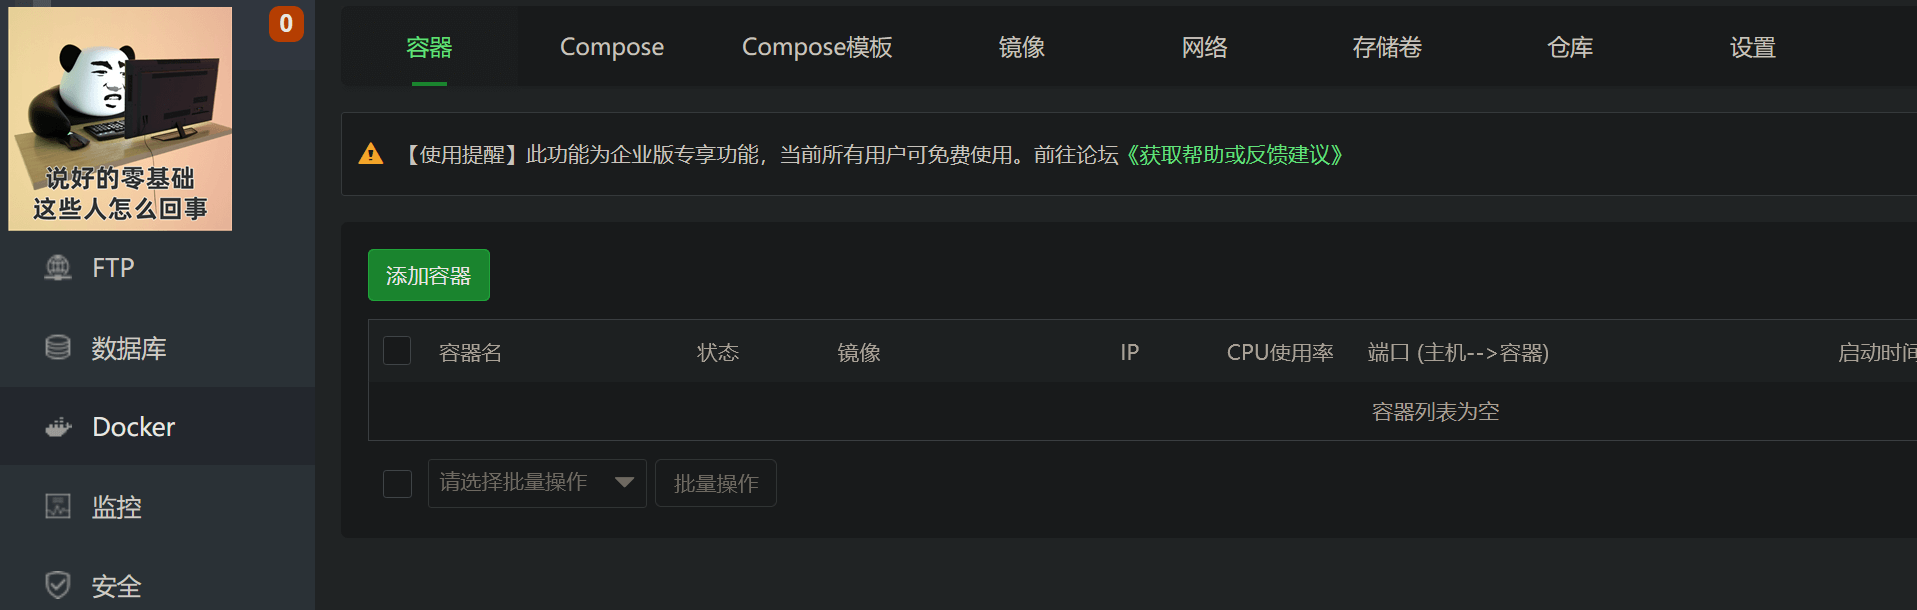 0
说好的零基础
这些人怎么回事
FTP
数据库
Docker
监控
安全
容器 Compose Compose模板 镜像 网络 存储卷 仓库 设置
【使用提醒】此功能为企业版专享功能，当前所有用户可免费使用。前往论坛《获取帮助或反馈建议》
添加容器
容器名 状态 镜像 IP CPU使用率 端口 (主机-->容器) 启动时间
容器列表为空
请选择批量操作 批量操作